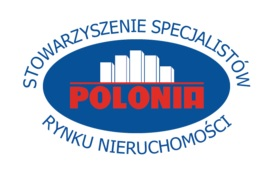 STOWARZYSZENIE SPECJALISTÓW
POLONIA
RYNKU NIERUCHOMOŚCI